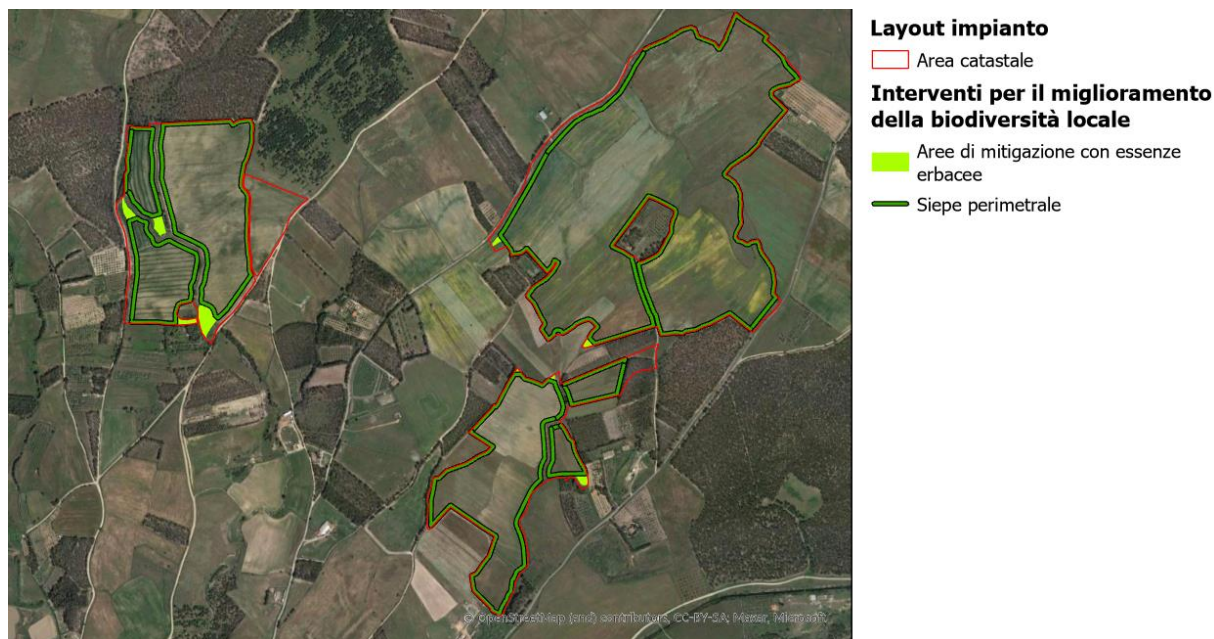 Layout impianto
Area catastale
Interventi per il miglioramento
della biodiversità locale
Aree di mitigazione con essenze
erbacee
Siepe perimetrale
© OpenStreetMap (and) contributors, CC-BY-SA, Maxar, Microsoft